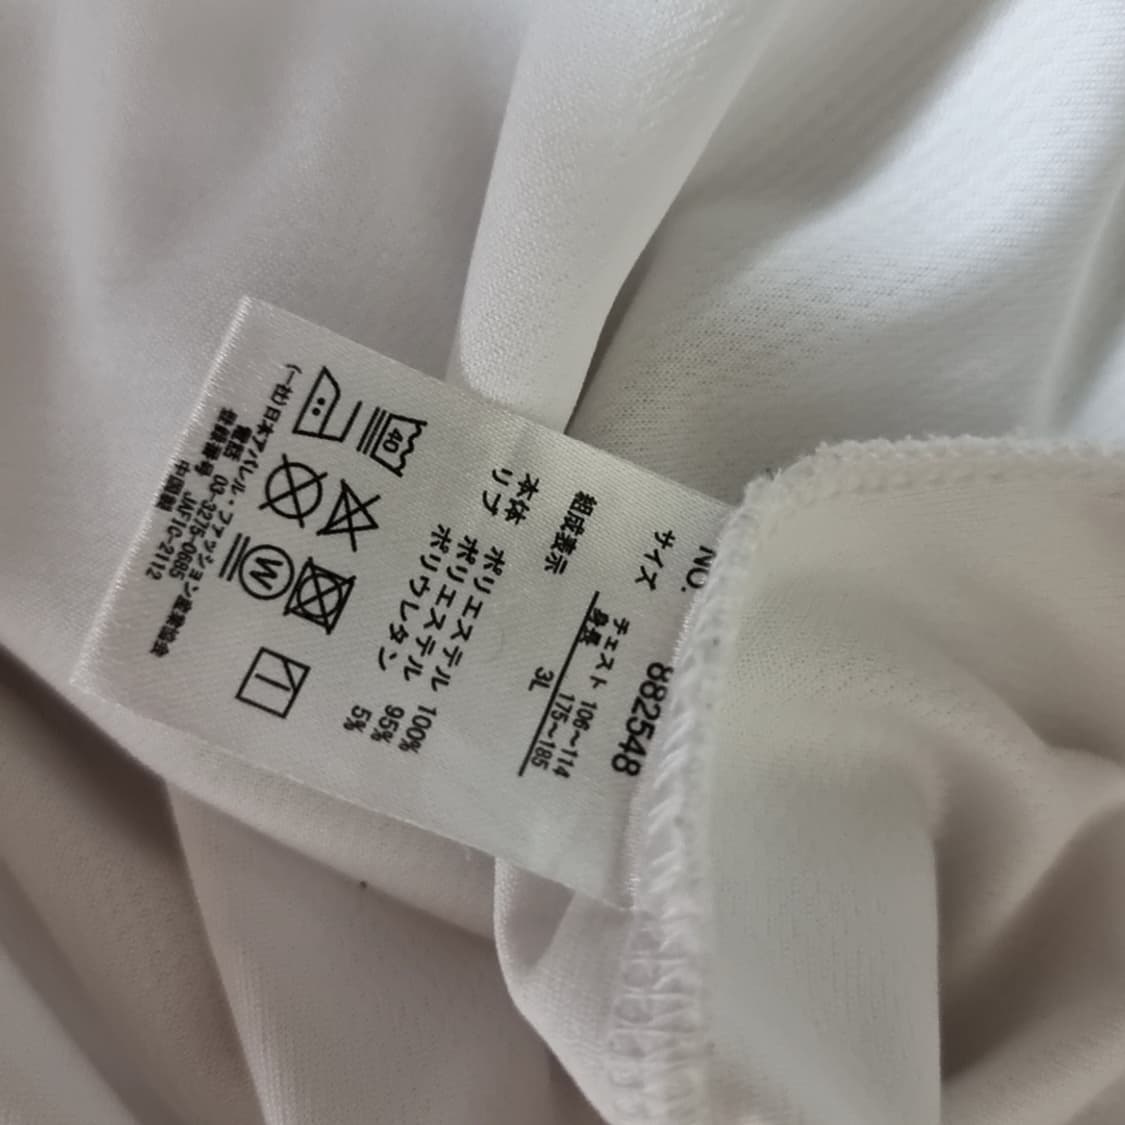 NO. 882548
サイズ チェスト 106~114
身長 175~185
3L
組成表示
本体 ポリエステル 100%
リブ ポリエステル 95%
ポリウレタン 5%
40
W
(一社)日本アパレル・ファッション産業協会
電話 03-3275-0685
登録番号 JAFIC-2112
中国製